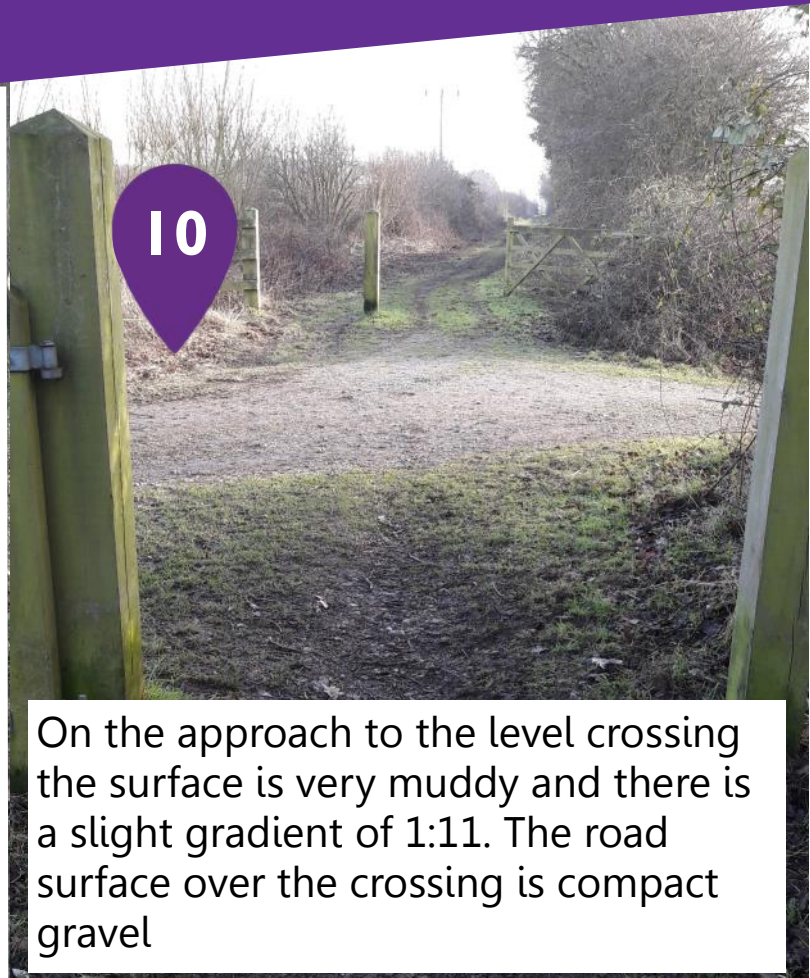 10
On the approach to the level crossing
the surface is very muddy and there is
a slight gradient of 1:11. The road
surface over the crossing is compact
gravel